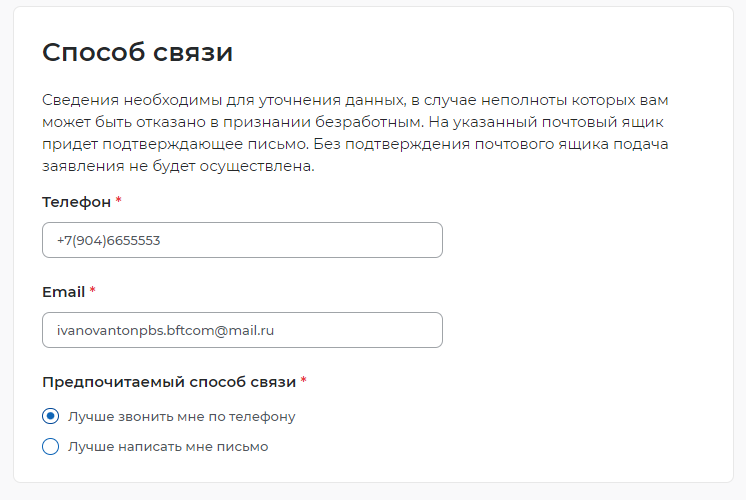 Способ связи
Сведения необходимы для уточнения данных, в случае неполноты которых вам
может быть отказано в признании безработным. На указанный почтовый ящик
придет подтверждающее письмо. Без подтверждения почтового ящика подача
заявления не будет осуществлена.
Телефон *
+7(904)6655553
Email *
ivanovantonpbs.bftcom@mail.ru
Предпочитаемый способ связи *
Лучше звонить мне по телефону
Лучше написать мне письмо